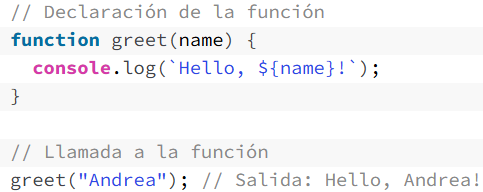 // Declaración de la función
function greet(name) {
  console.log(`Hello, ${name}!`);
}

// Llamada a la función
greet("Andrea"); // Salida: Hello, Andrea!